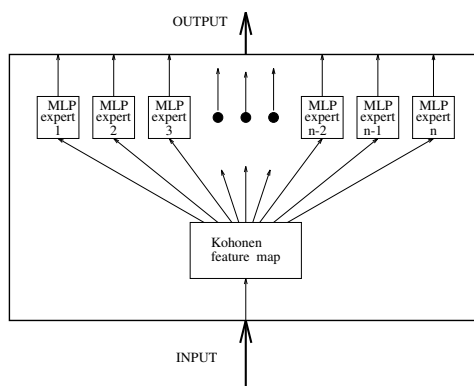 OUTPUT
MLP
expert
1
MLP
expert
2
MLP
expert
3
MLP
expert
n-2
MLP
expert
n-1
MLP
expert
n
Kohonen
feature map
INPUT